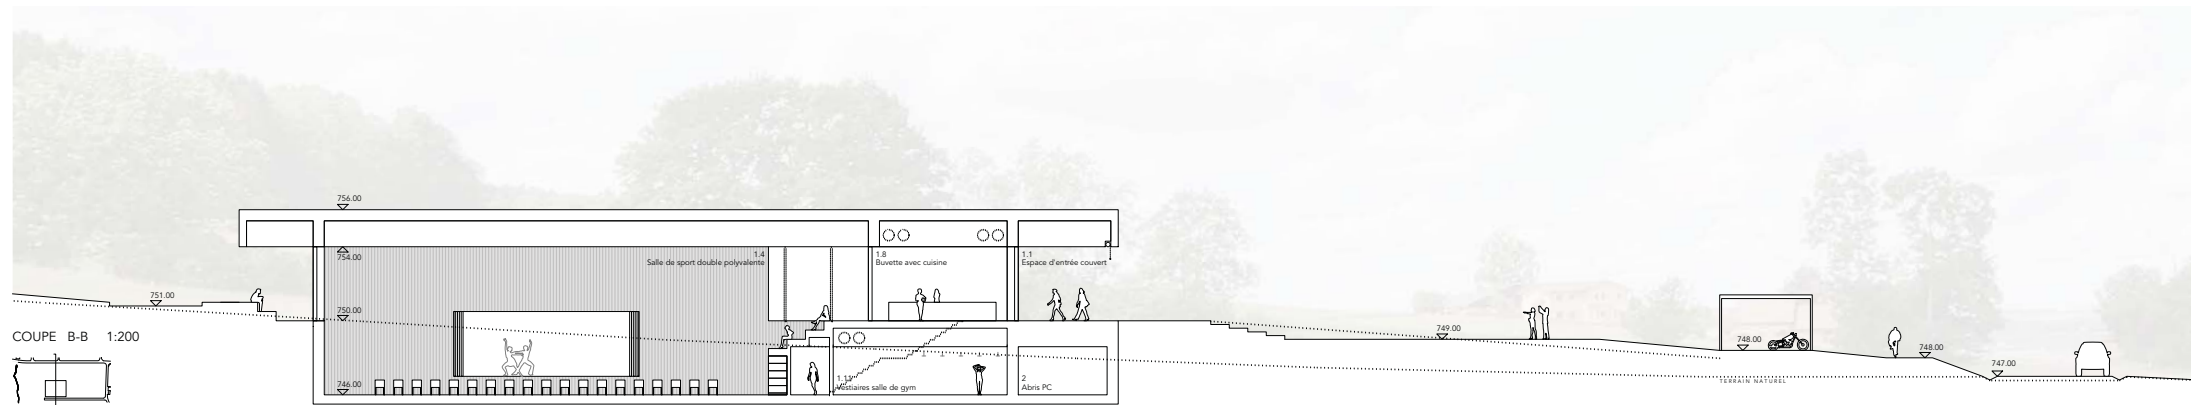 756.00
754.00
1.4
Salle de sport double polyvalente
1.8
Buvette avec cuisine
1.1
Espace d'entrée couvert
751.00
750.00
COUPE B-B 1:200
749.00
748.00
748.00
747.00
746.00
Vestiaires salle de gym
2
Abris PC
TERRAIN NATUREL